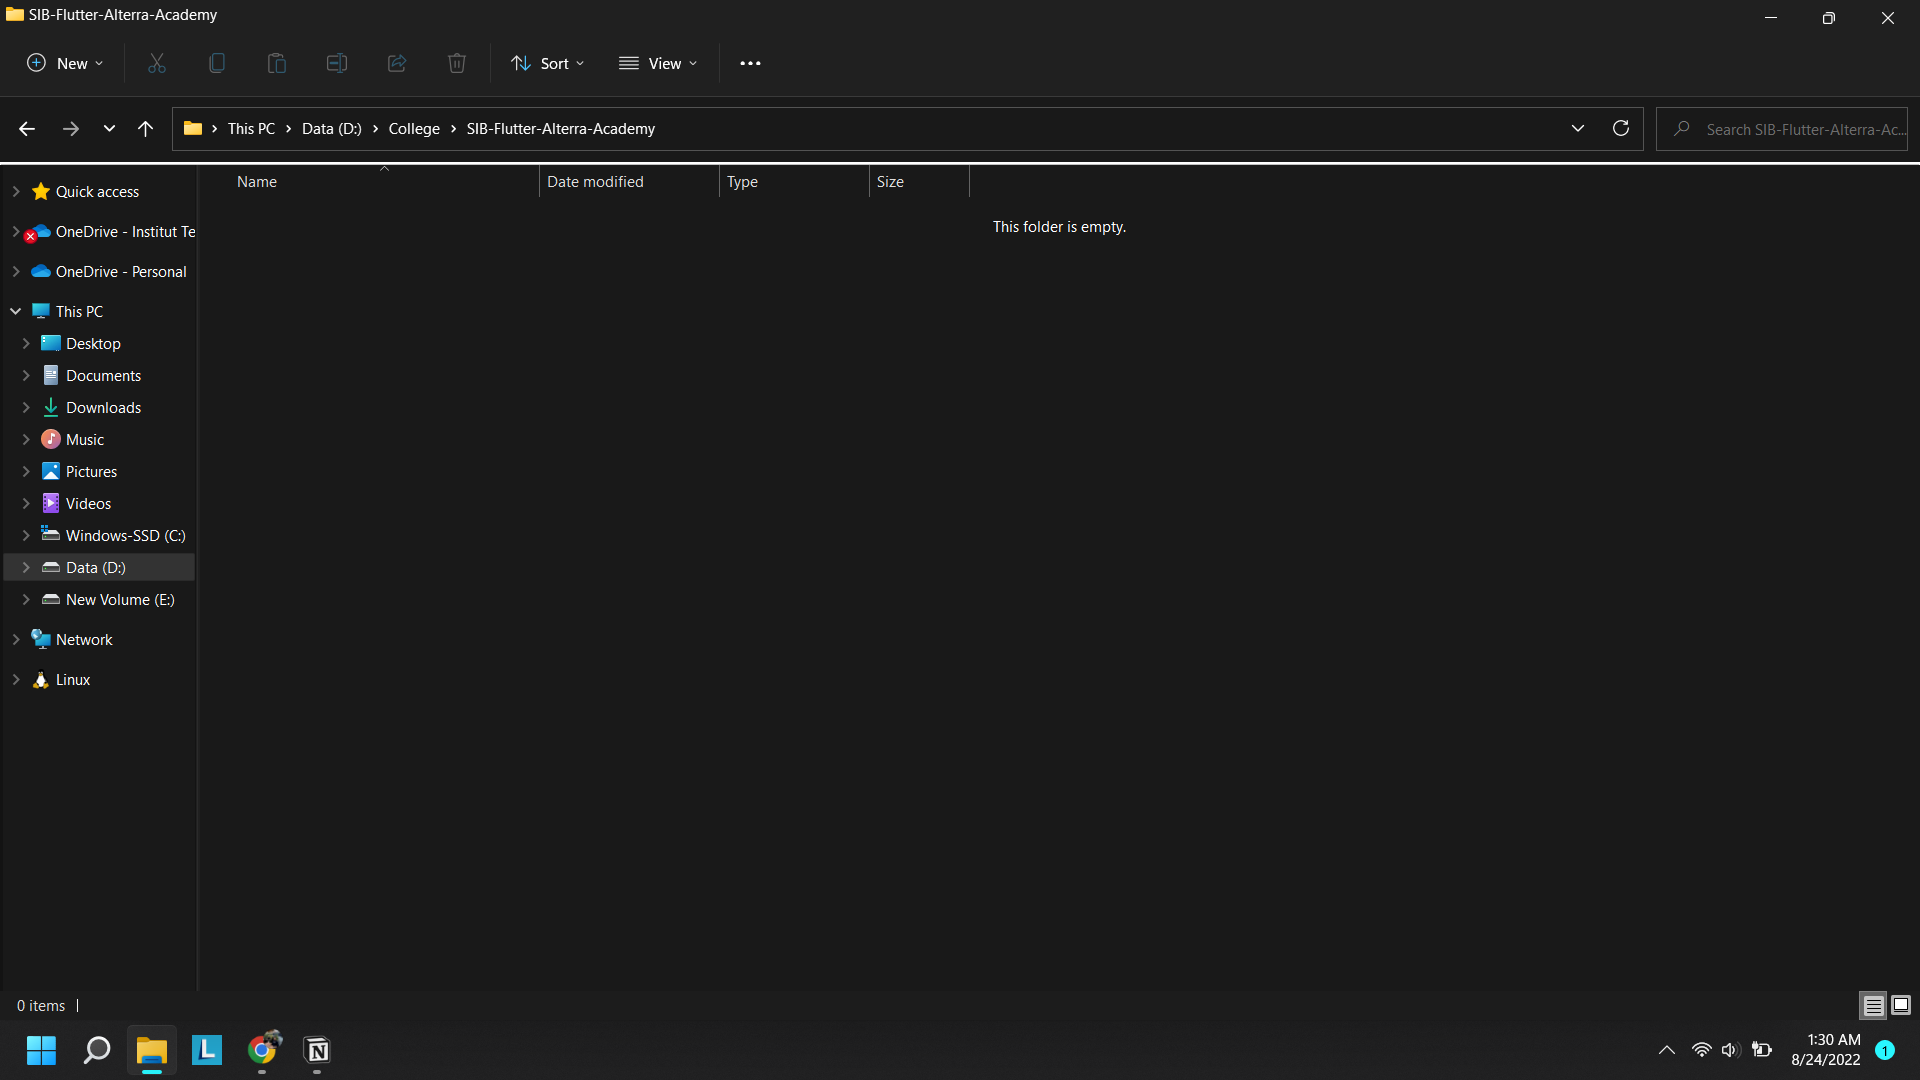 SIB-Flutter-Alterra-Academy
New
Sort
View
This PC
Data (D:)
College
SIB-Flutter-Alterra-Academy
Search SIB-Flutter-Alterra-Ac...
Name
Date modified
Type
Size
This folder is empty.
Quick access
OneDrive - Institut Te
OneDrive - Personal
This PC
Desktop
Documents
Downloads
Music
Pictures
Videos
Windows-SSD (C:)
Data (D:)
New Volume (E:)
Network
Linux
0 items
L
N
1:30 AM
8/24/2022
1